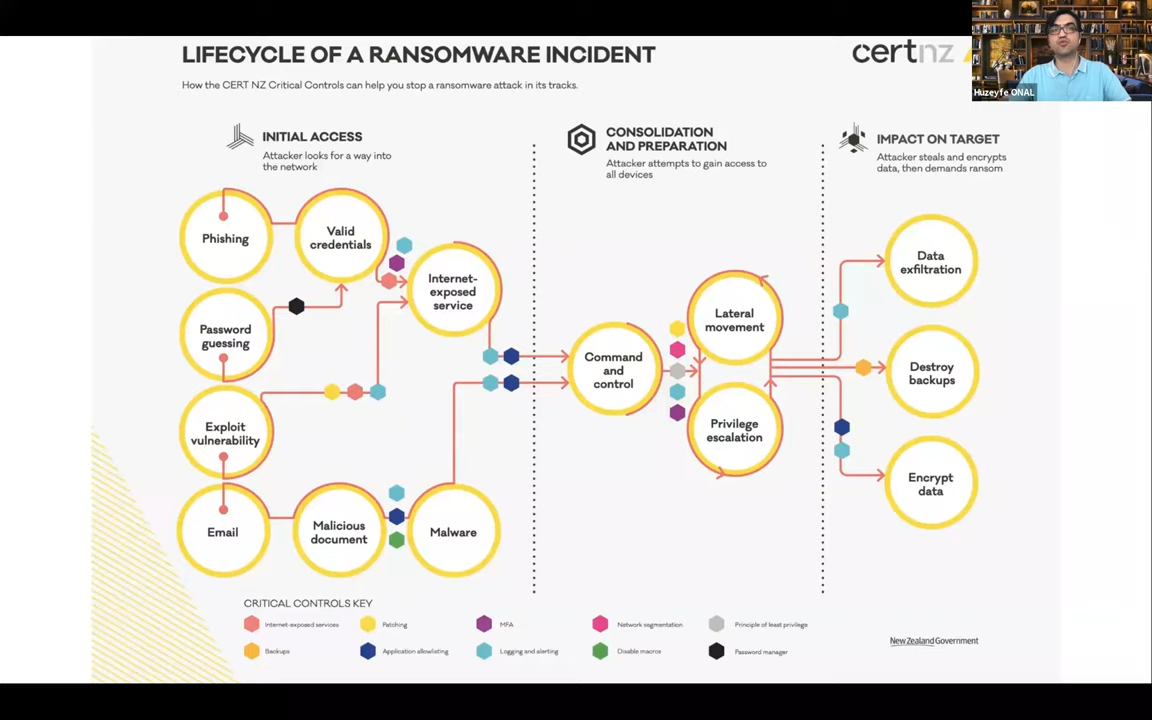 LIFECYCLE OF A RANSOMWARE INCIDENT
certnz
How the CERT NZ Critical Controls can help you stop a ransomware attack in its tracks.
Huzeyfe ONAL
INITIAL ACCESS
Attacker looks for a way into
the network
CONSOLIDATION
AND PREPARATION
Attacker attempts to gain access to
all devices
IMPACT ON TARGET
Attacker steals and encrypts
data, then demands ransom
Phishing
Valid
credentials
Internet-
exposed
service
Password
guessing
Exploit
vulnerability
Email
Malicious
document
Malware
Command
and
control
Lateral
movement
Privilege
escalation
Data
exfiltration
Destroy
backups
Encrypt
data
CRITICAL CONTROLS KEY
Internet-exposed services
Patching
MFA
Network segmentation
Principle of least privilege
Backups
Application allowlisting
Logging and alerting
Disable macros
Password manager
New Zealand Government